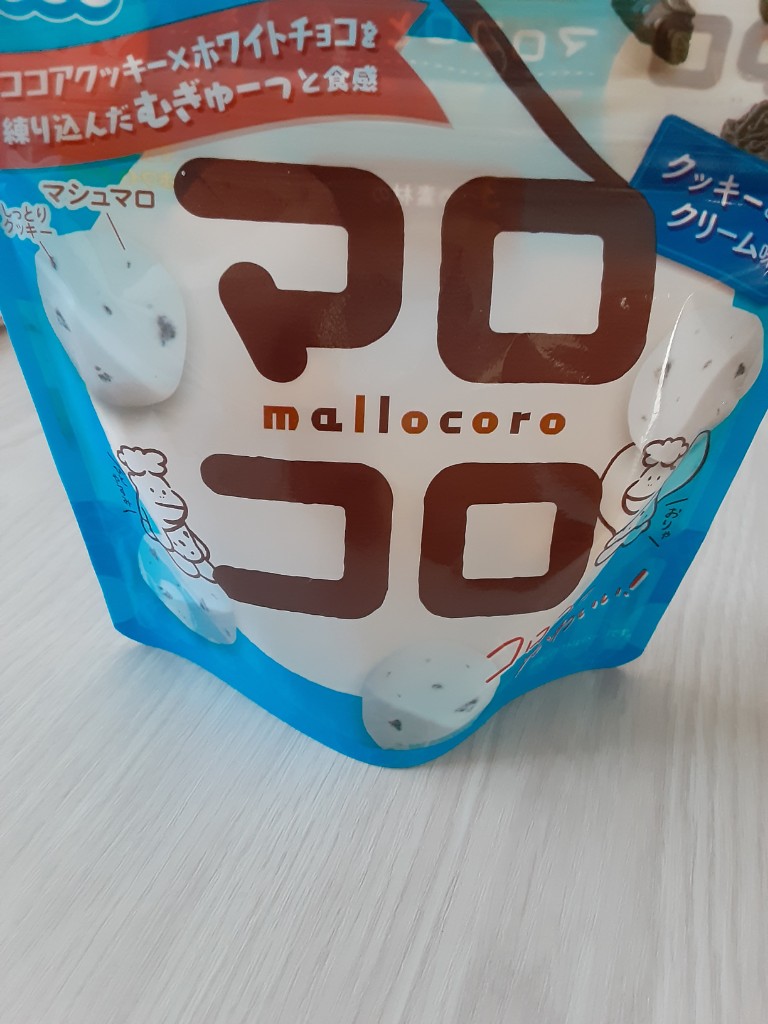 ココアクッキー×ホワイトチョコを
練り込んだむぎゅーっと食感
クッキー&
クリーム味
マシュマロ
しっとり
クッキー
マロ
mallocoro
コロ